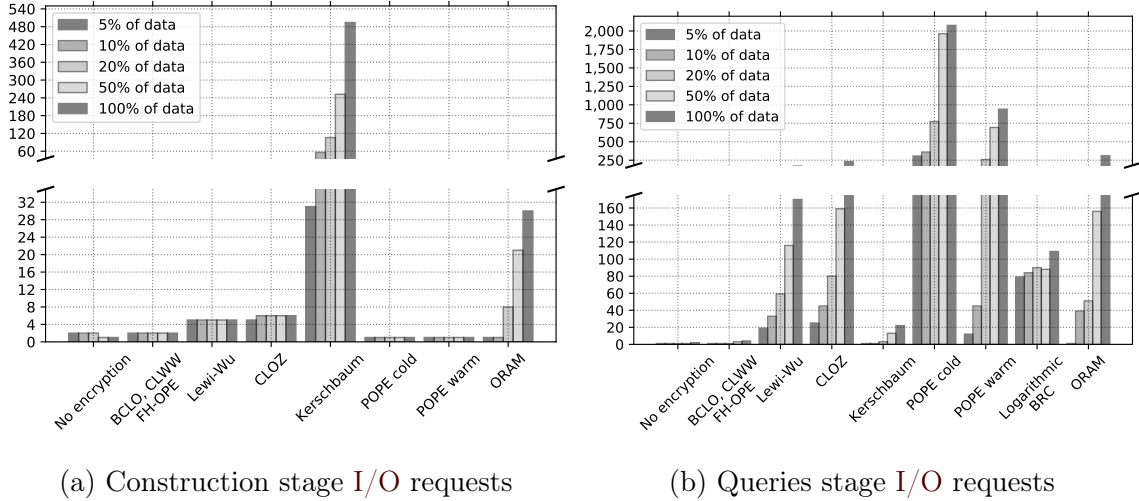 540
480
420
360
300
240
180
120
60
32
28
24
20
16
12
8
4
0
5% of data
10% of data
20% of data
50% of data
100% of data
No encryption
BCLO, CLWW
FH-OPE
Lewi-Wu
CLOZ
Kerschbaum
POPE cold
POPE warm
ORAM
(a) Construction stage I/O requests
2,000
1,750
1,500
1,250
1,000
750
500
250
160
140
120
100
80
60
40
20
0
5% of data
10% of data
20% of data
50% of data
100% of data
No encryption
BCLO, CLWW
FH-OPE
Lewi-Wu
CLOZ
Kerschbaum
POPE cold
POPE warm
Logarithmic
BRC
ORAM
(b) Queries stage I/O requests